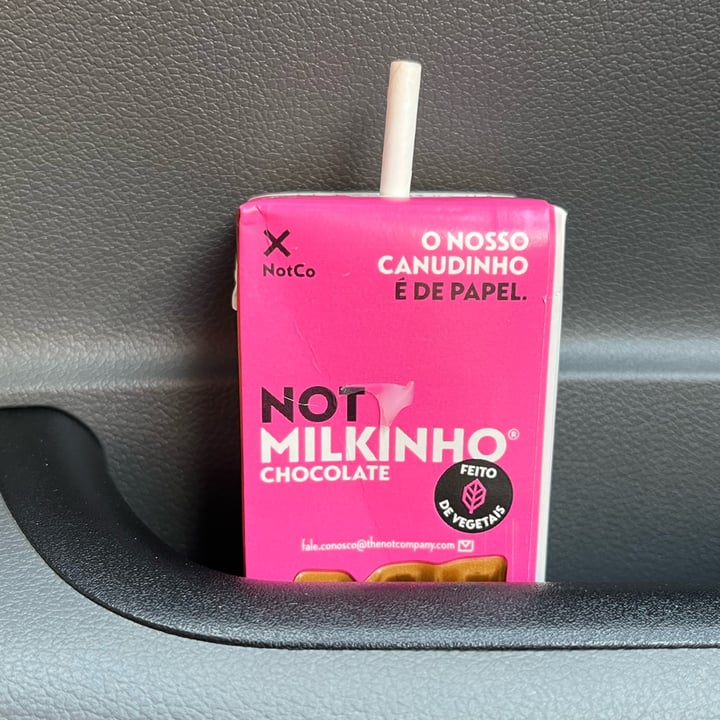 NotCo
O NOSSO
CANUDINHO
É DE PAPEL.
NOT
MILKINHO®
CHOCOLATE
FEITO
DE VEGETAIS
fale.conosco@thenotcompany.com